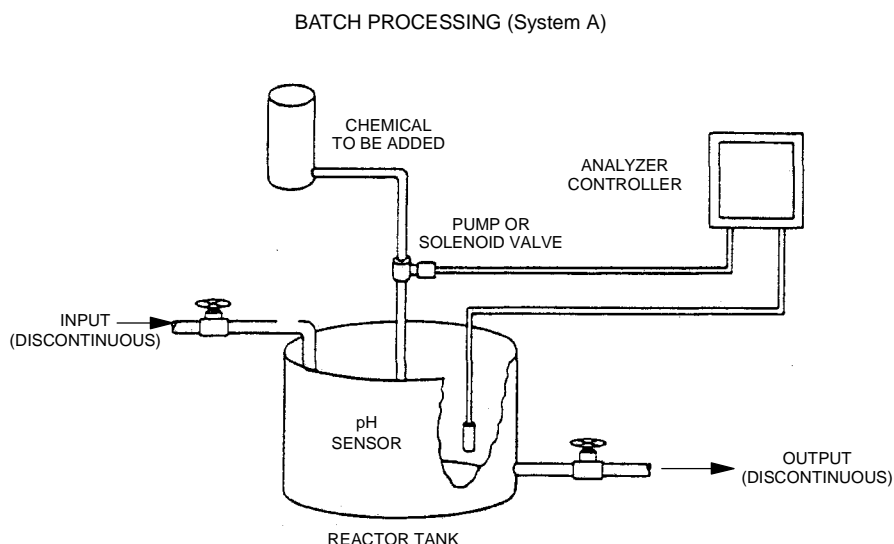 BATCH PROCESSING (System A)
CHEMICAL
TO BE ADDED
ANALYZER
CONTROLLER
PUMP OR
SOLENOID VALVE
INPUT
(DISCONTINUOUS)
pH
SENSOR
OUTPUT
(DISCONTINUOUS)
REACTOR TANK